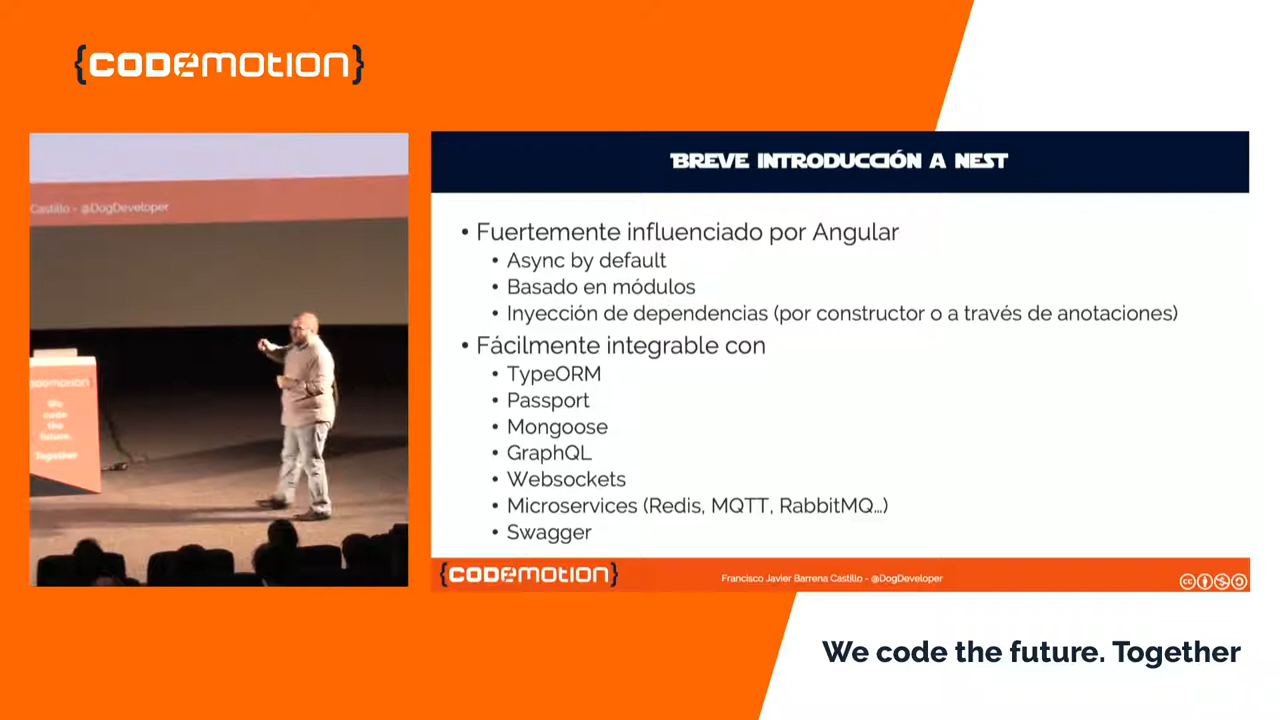 {CODEMOTION}
Castillo - @DogDeveloper
CODEMOTION}
We
code
the
future.
Together
BREVE INTRODUCCIÓN A NEST
• Fuertemente influenciado por Angular
• Async by default
• Basado en módulos
• Inyección de dependencias (por constructor o a través de anotaciones)
• Fácilmente integrable con
• TypeORM
• Passport
• Mongoose
• GraphQL
• Websockets
• Microservices (Redis, MQTT, RabbitMQ…)
• Swagger
{CODEMOTION}
Francisco Javier Barrena Castillo - @DogDeveloper
cc
We code the future. Together